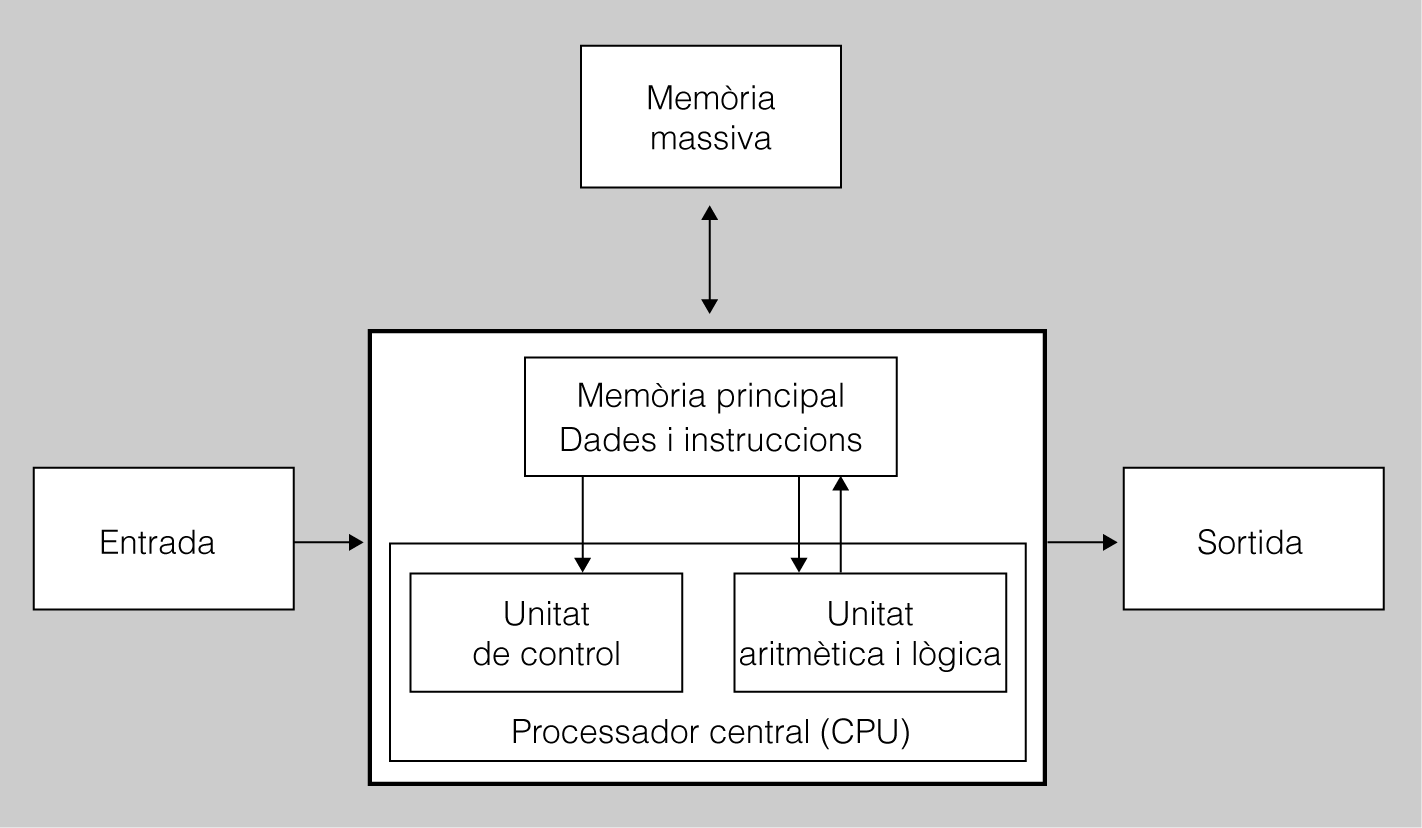 Memòria
massiva
Memòria principal
Dades i instruccions
Entrada
Sortida
Unitat
de control
Unitat
aritmètica i lògica
Processador central (CPU)